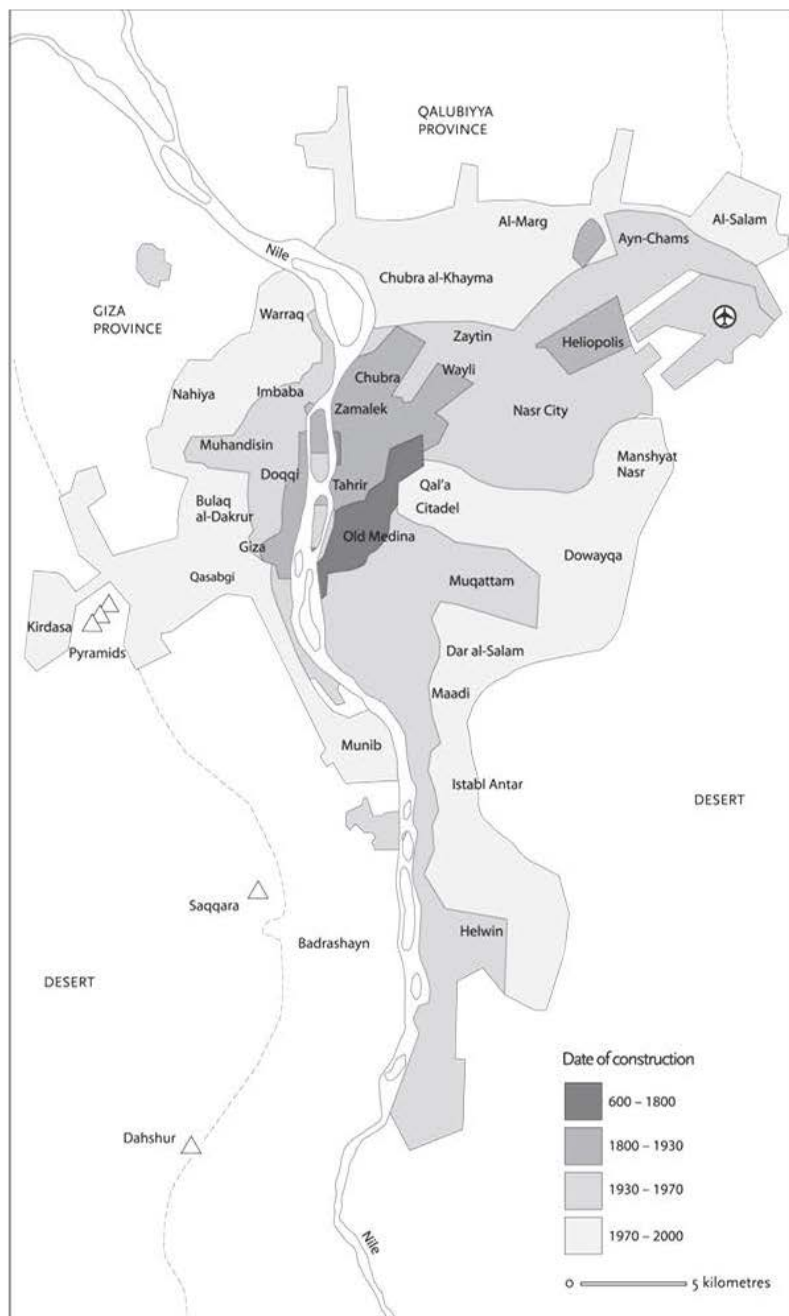 QALUBIYYA
PROVINCE
Al-Salam
Al-Marg
Ayn-Chams
Nile
Chubra al-Khayma
GIZA
PROVINCE
Warraq
Zaytin
Heliopolis
Chubra
Wayli
Nahiya
Imbaba
Zamalek
Nasr City
Muhandisin
Manshyat
Nasr
Doqqi
Tahrir
Qal'a
Citadel
Bulaq
al-Dakrur
Old Medina
Giza
Dowayqa
Qasabgi
Muqattam
Kirdasa
Pyramids
Dar al-Salam
Maadi
Munib
Istabl Antar
DESERT
Saqqara
Badrashayn
Helwin
DESERT
Date of construction
600 – 1800
1800 – 1930
1930 – 1970
1970 – 2000
Dahshur
Nile
0 5 kilometres